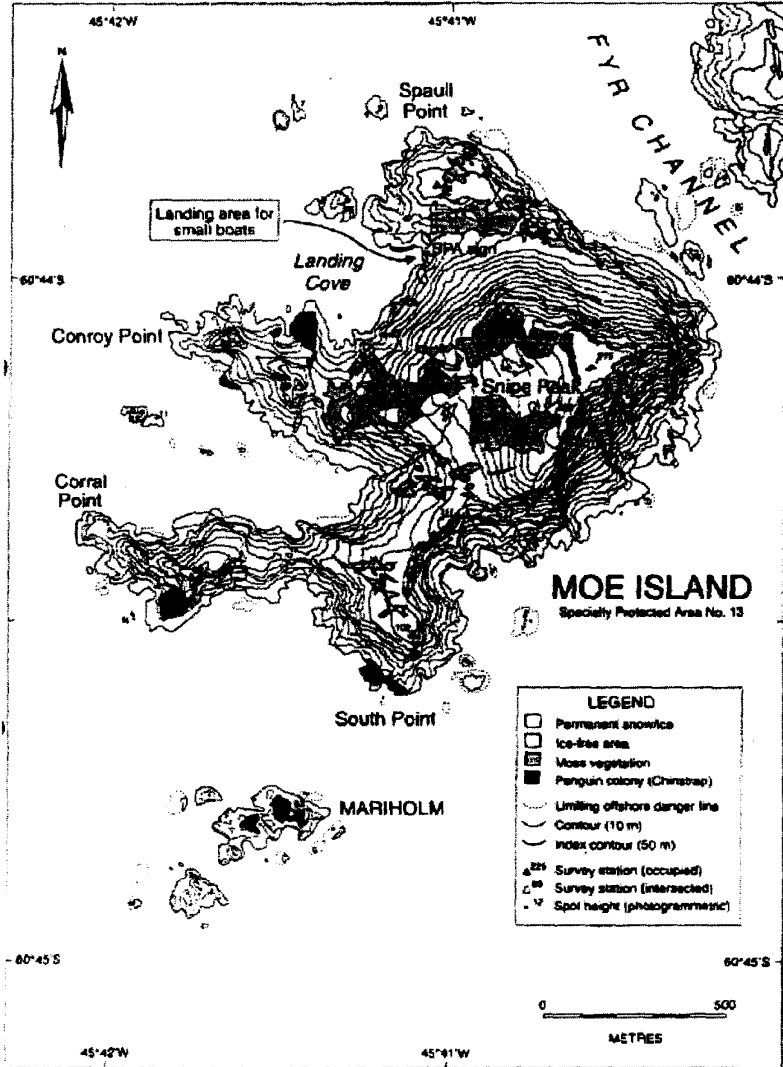 45°42'W
45°41'W
N
FYR CHANNEL
Spaull
Point
Landing area for
small boats
SPA sign
Landing
Cove
60°44'S
60°44'S
Conroy Point
Snipe Peak
Corral
Point
MOE ISLAND
Specially Protected Area No. 13
South Point
LEGEND
Permanent snow/ice
Ice-free area
Moss vegetation
Penguin colony (Chinstrap)
Limiting offshore danger line
Contour (10 m)
Index contour (50 m)
225 Survey station (occupied)
Survey station (intersected)
12 Spot height (photogrammetric)
MARIHOLM
60°45'S
60°45'S
0 500
METRES
45°42'W
45°41'W